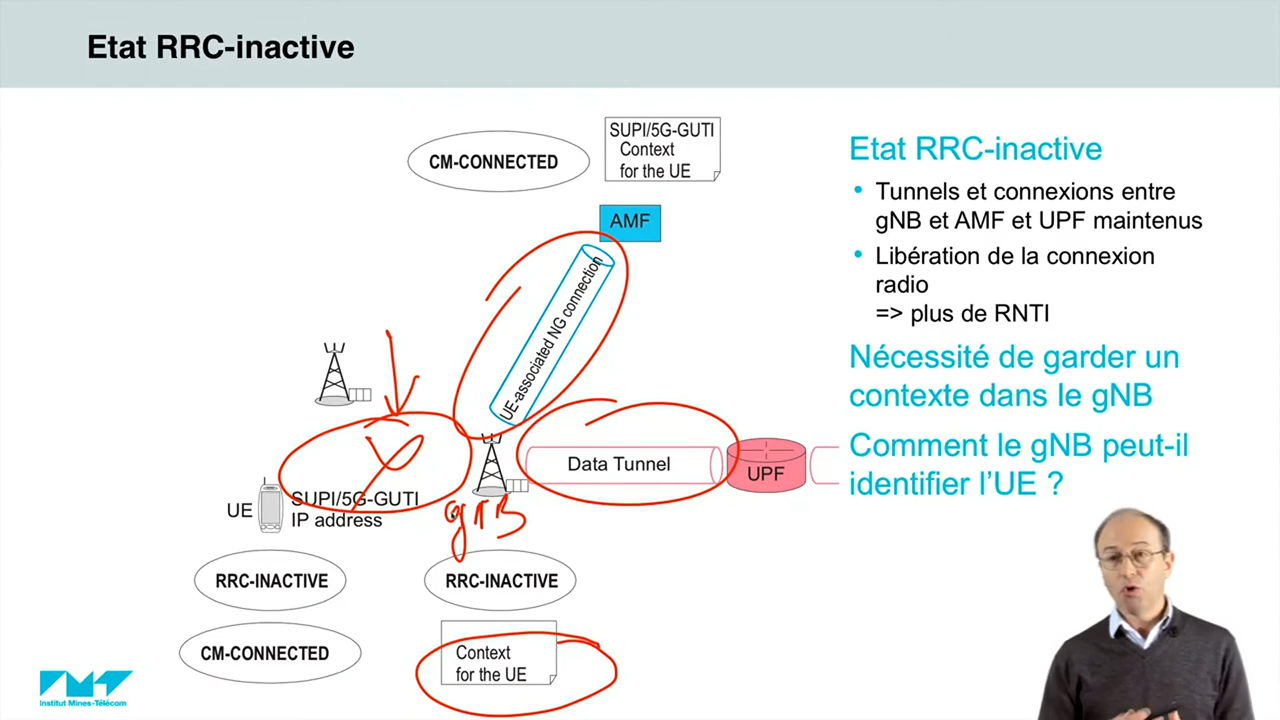 Etat RRC-inactive
CM-CONNECTED
SUPI/5G-GUTI
Context
for the UE
AMF
UE-associated NG connection
Data Tunnel
UPF
UE
SUPI/5G-GUTI
IP address
gNB
RRC-INACTIVE
RRC-INACTIVE
CM-CONNECTED
Context
for the UE
Etat RRC-inactive
• Tunnels et connexions entre
gNB et AMF et UPF maintenus
• Libération de la connexion
radio
=> plus de RNTI
Nécessité de garder un
contexte dans le gNB
Comment le gNB peut-il
identifier l’UE ?
Institut Mines-Télécom